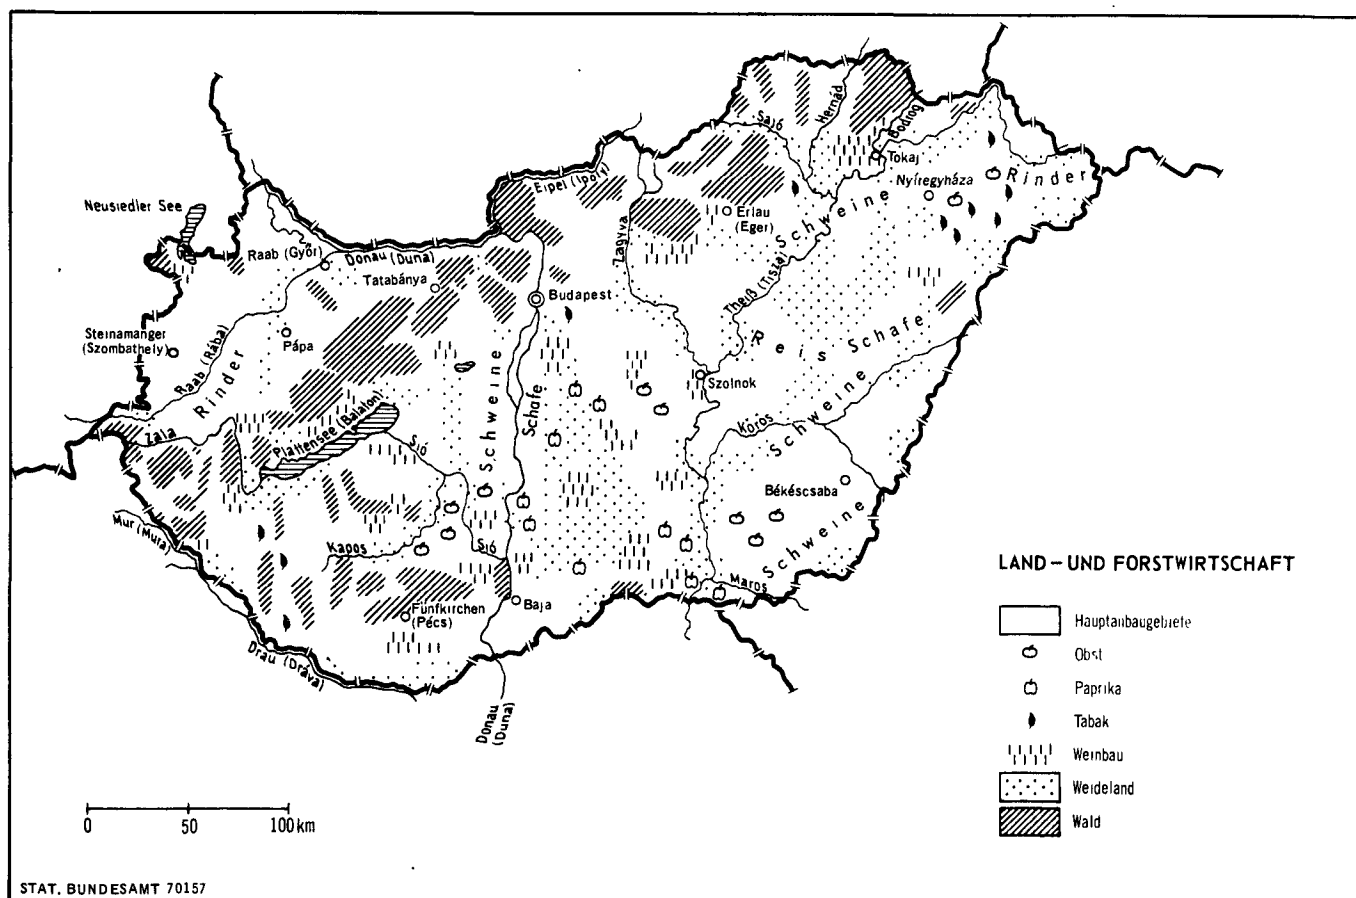 Hernád
Bodrog
Sajó
Tokaj
Eipel (Ipoly)
Nyíregyháza
Rinder
Neusiedler See
Erlau
(Eger)
Schweine
Zagyva
Raab (Győr)
Donau (Duna)
Tatabánya
Theiß (Tisza)
Budapest
Steinamanger
(Szombathely)
Pápa
Raab (Rába)
Rinder
Reis
Schafe
Szolnok
Schweine
Schweine
Schafe
Zala
Plattensee (Balaton)
Sió
Körös
Békéscsaba
Schweine
Mur (Mura)
Kapos
Sió
Maros
Fünfkirchen
(Pécs)
Baja
Drau (Dráva)
Donau
(Duna)
LAND- UND FORSTWIRTSCHAFT
Hauptanbaugebiete
Obst
Paprika
Tabak
Weinbau
Weideland
Wald
0 50 100 km
STAT. BUNDESAMT 70157